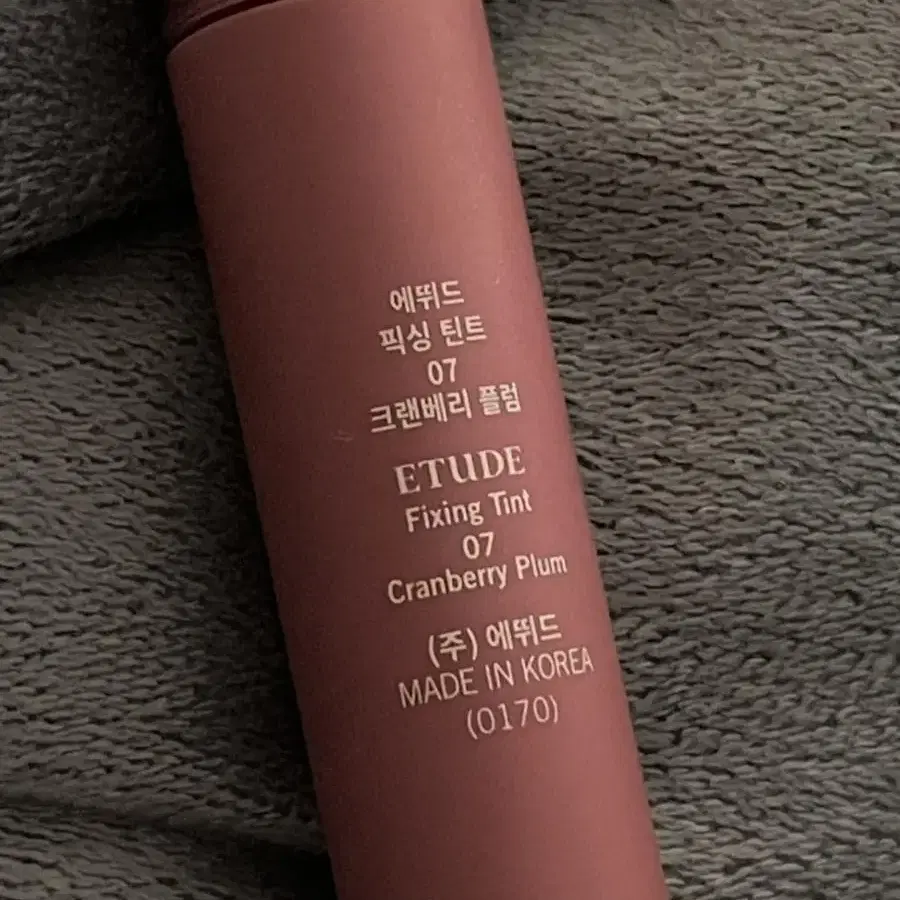 에뛰드
픽싱 틴트
07
크랜베리 플럼
ETUDE
Fixing Tint
07
Cranberry Plum
(주) 에뛰드
MADE IN KOREA
(0170)